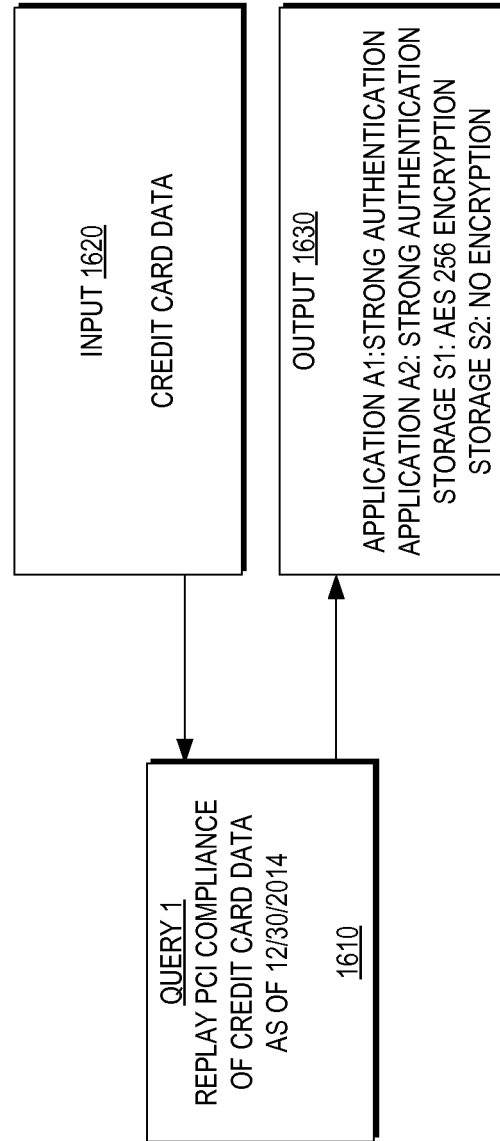 QUERY 1
REPLAY PCI COMPLIANCE
OF CREDIT CARD DATA
AS OF 12/30/2014
1610
INPUT 1620
CREDIT CARD DATA
OUTPUT 1630
APPLICATION A1:STRONG AUTHENTICATION
APPLICATION A2: STRONG AUTHENTICATION
STORAGE S1: AES 256 ENCRYPTION
STORAGE S2: NO ENCRYPTION